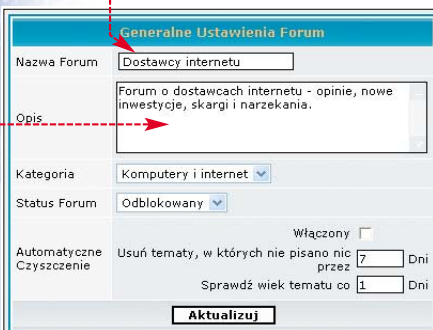 Generalne Ustawienia Forum
Nazwa Forum
Dostawcy internetu
Opis
Forum o dostawcach internetu - opinie, nowe
inwestycje, skargi i narzekania.
Kategoria
Komputery i internet
Status Forum
Odblokowany
Automatyczne
Czyszczenie
Włączony
Usuń tematy, w których nie pisano nic
przez 7 Dni
Sprawdź wiek tematu co 1 Dni
Aktualizuj